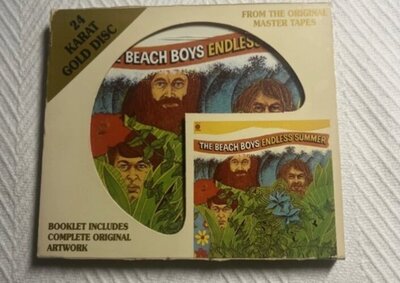 24
KARAT
GOLD DISC
FROM THE ORIGINAL
MASTER TAPES
THE BEACH BOYS ENDLESS
THE BEACH BOYS ENDLESS SUMMER
BOOKLET INCLUDES
COMPLETE ORIGINAL
ARTWORK